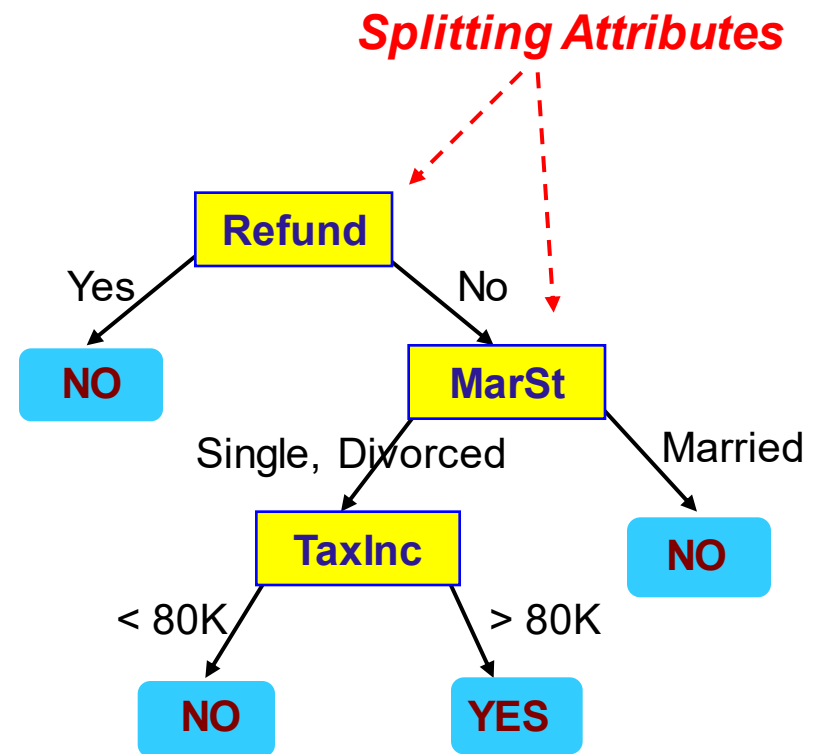 Splitting Attributes
Refund
Yes
No
NO
MarSt
Single, Divorced
Married
TaxInc
NO
< 80K
> 80K
NO
YES